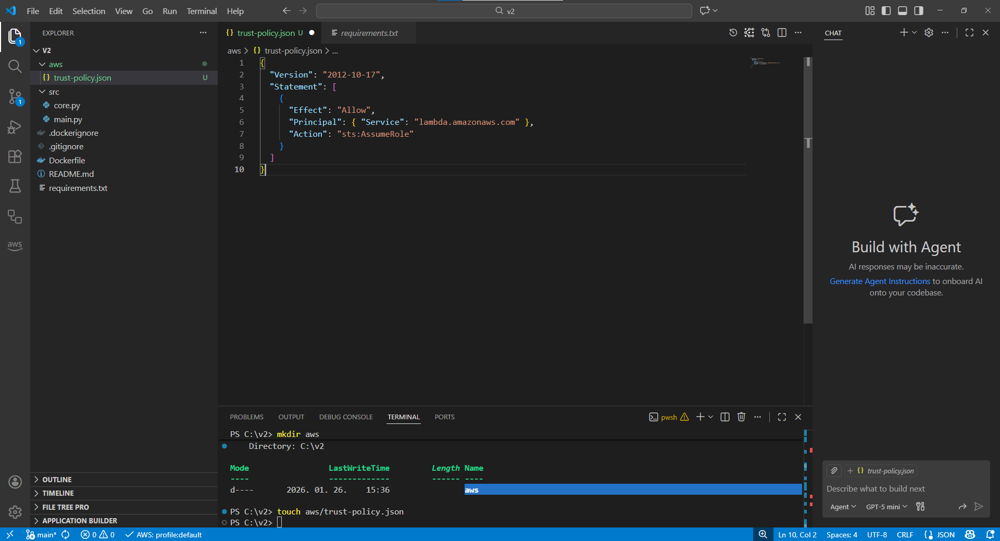 File Edit Selection View Go Run Terminal Help
v2
EXPLORER
V2
aws
trust-policy.json U
src
core.py
main.py
.dockerignore
.gitignore
Dockerfile
README.md
requirements.txt
OUTLINE
TIMELINE
FILE TREE PRO
APPLICATION BUILDER
1
1
aws
trust-policy.json U
requirements.txt
aws > trust-policy.json > ...
1 {
2 "Version": "2012-10-17",
3 "Statement": [
4 {
5 "Effect": "Allow",
6 "Principal": { "Service": "lambda.amazonaws.com" },
7 "Action": "sts:AssumeRole"
8 }
9 ]
10 }
PROBLEMS OUTPUT DEBUG CONSOLE TERMINAL PORTS
pwsh
PS C:\v2> mkdir aws
Directory: C:\v2
Mode LastWriteTime Length Name
---- ------------- ------ ----
d---- 2026. 01. 26. 15:36 aws
PS C:\v2> touch aws/trust-policy.json
PS C:\v2>
CHAT
Build with Agent
AI responses may be inaccurate.
Generate Agent Instructions to onboard AI
onto your codebase.
trust-policy.json
Describe what to build next
Agent GPT-5 mini
main* 0 0 AWS: profile:default
Ln 10, Col 2 Spaces: 4 UTF-8 CRLF JSON